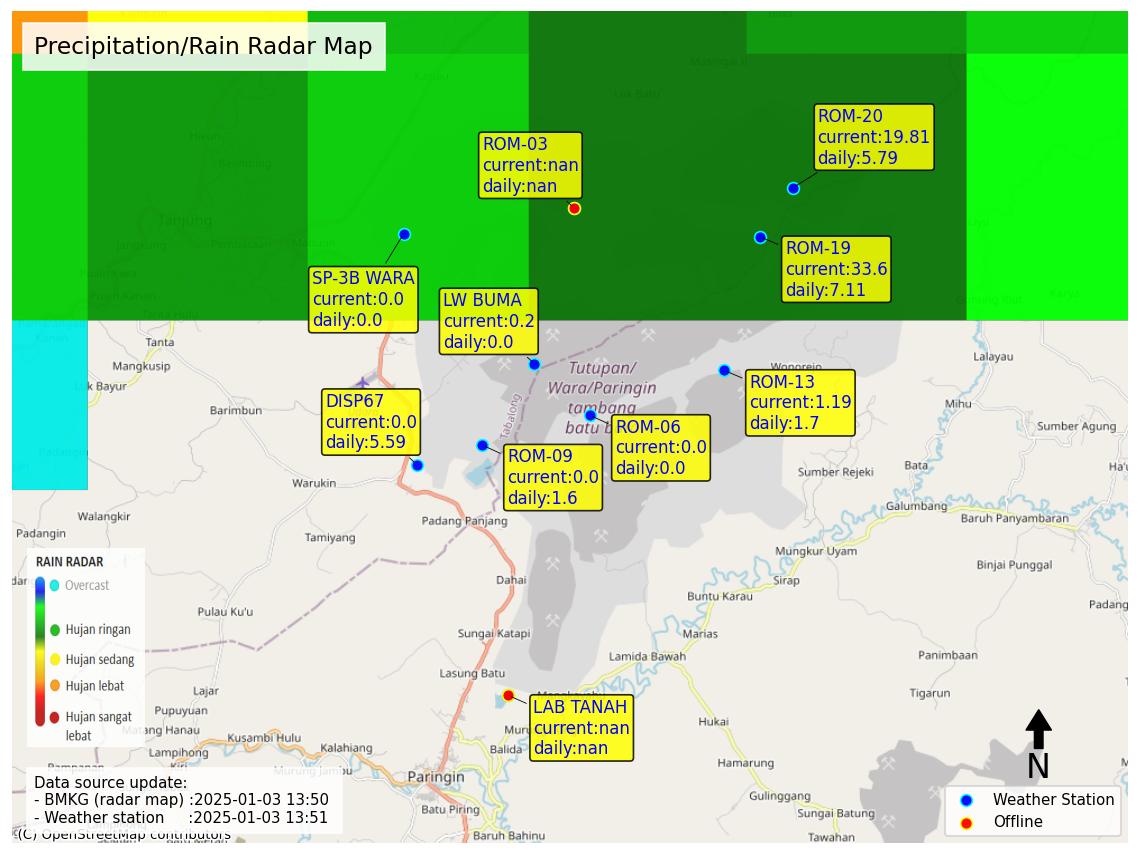 Precipitation/Rain Radar Map
ROM-20
current:19.81
daily:5.79
ROM-03
current:nan
daily:nan
Tanjung
ROM-19
current:33.6
daily:7.11
SP-3B WARA
current:0.0
daily:0.0
LW BUMA
current:0.2
daily:0.0
Tanta
Mangkusip
Lalayau
Tutupan/
Wara/Paringin
tambang
batu
Wonorejo
ROM-13
current:1.19
daily:1.7
Bayur
Barimbun
Mihu
DISP67
current:0.0
daily:5.59
Tabalong
ROM-06
current:0.0
daily:0.0
Sumber Agung
ROM-09
current:0.0
daily:1.6
Padangin
Sumber Rejeki
Bata
Warukin
Galumbang
Walangkir
Padang Panjang
Baruh Panyambaran
Padangin
Tamiyang
Mungkur Uyam
Binjai Punggal
RAIN RADAR
Overcast
Hujan ringan
Hujan sedang
Hujan lebat
Hujan sangat
lebat
Dahai
Sirap
Buntu Karau
Padang
Pulau Ku'u
Sungai Katapi
Marias
Lamida Bawah
Panimbaan
Lasung Batu
Lajar
Tigarun
Pupuyuan
LAB TANAH
current:nan
daily:nan
Matang Hanau
Kusambi Hulu
Hukai
Lampihong
Kalahiang
Balida
Hamarung
N
Murung Jambu
Paringin
Data source update:
- BMKG (radar map) :2025-01-03 13:50
- Weather station :2025-01-03 13:51
Gulinggang
Batu Piring
Sungai Batung
Weather Station
Offline
(C) OpenStreetMap contributors
Baruh Bahinu
Tawahan